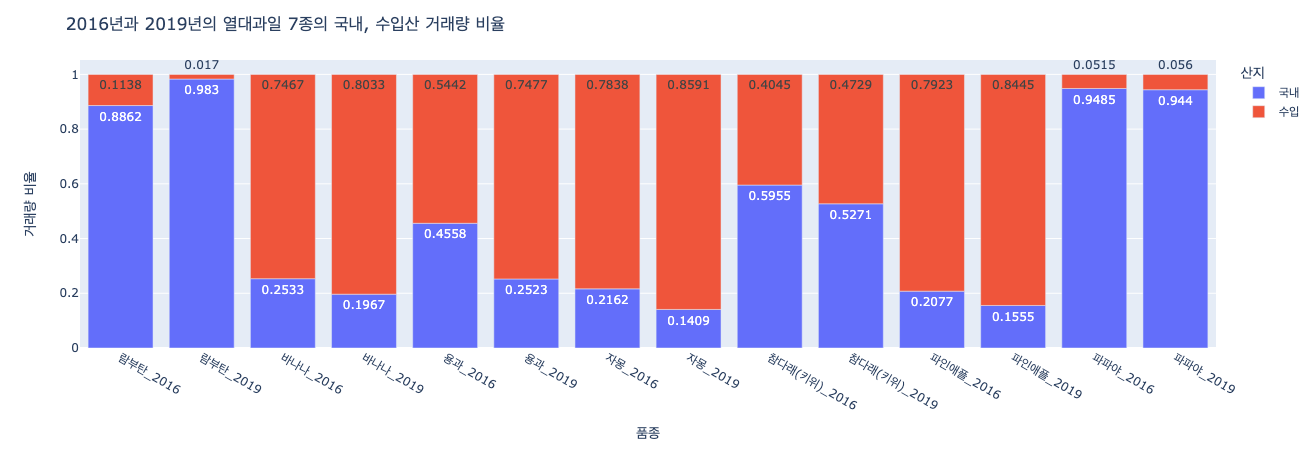 2016년과 2019년의 열대과일 7종의 국내, 수입산 거래량 비율
0.017 0.0515 0.056
1 0.1138 0.7467 0.8033 0.5442 0.7477 0.7838 0.8591 0.4045 0.4729 0.7923 0.8445
0.8862 0.983 0.2533 0.1967 0.4558 0.2523 0.2162 0.1409 0.5955 0.5271 0.2077 0.1555 0.9485 0.944
0.8
0.6
0.4
0.2
0
거래량 비율
산지
국내
수입
람부탄_2016
람부탄_2019
바나나_2016
바나나_2019
용과_2016
용과_2019
자몽_2016
자몽_2019
참다래(키위)_2016
참다래(키위)_2019
파인애플_2016
파인애플_2019
파파야_2016
파파야_2019
품종